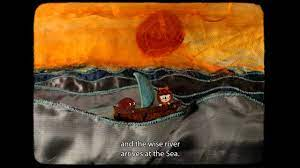 and the wise river
arrives at the Sea.